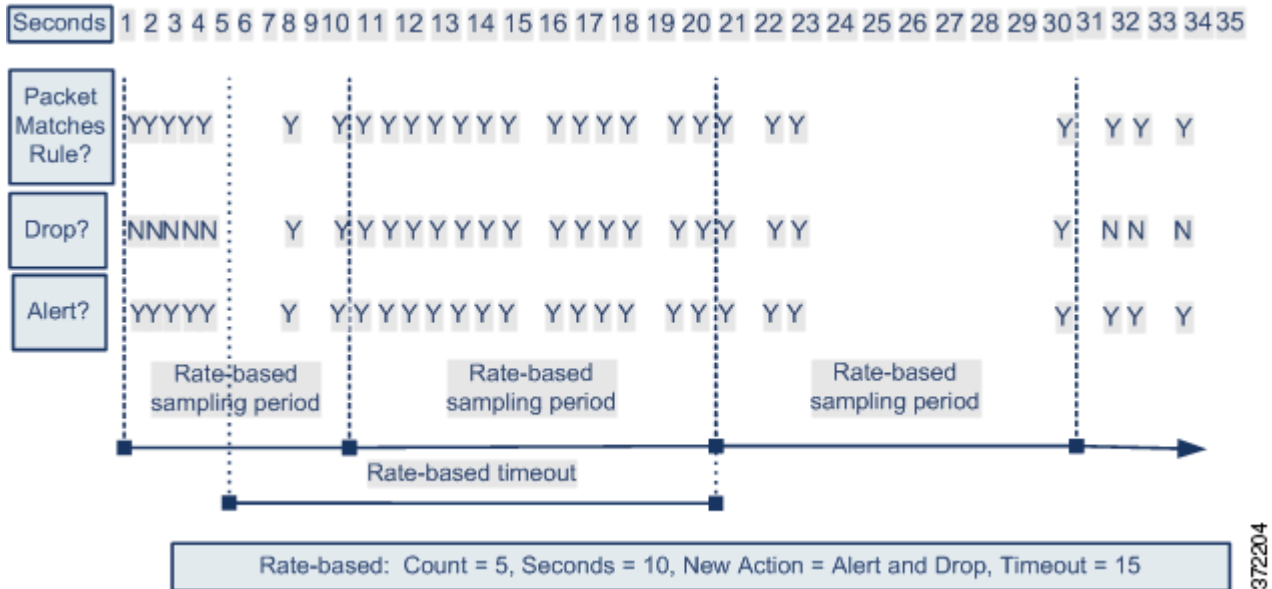 Seconds 1 2 3 4 5 6 7 8 9 10 11 12 13 14 15 16 17 18 19 20 21 22 23 24 25 26 27 28 29 30 31 32 33 34 35
Packet
Matches
Rule?
YYYYY Y Y Y Y Y Y Y Y Y Y Y Y Y Y Y Y Y Y Y Y Y Y
Drop?
NNNNN Y Y Y Y Y Y Y Y Y Y Y Y Y Y Y Y Y Y Y Y N N N
Alert?
YYYYY Y Y Y Y Y Y Y Y Y Y Y Y Y Y Y Y Y Y Y Y Y Y
Rate-based
sampling period
Rate-based
sampling period
Rate-based
sampling period
Rate-based timeout
Rate-based: Count = 5, Seconds = 10, New Action = Alert and Drop, Timeout = 15
372204